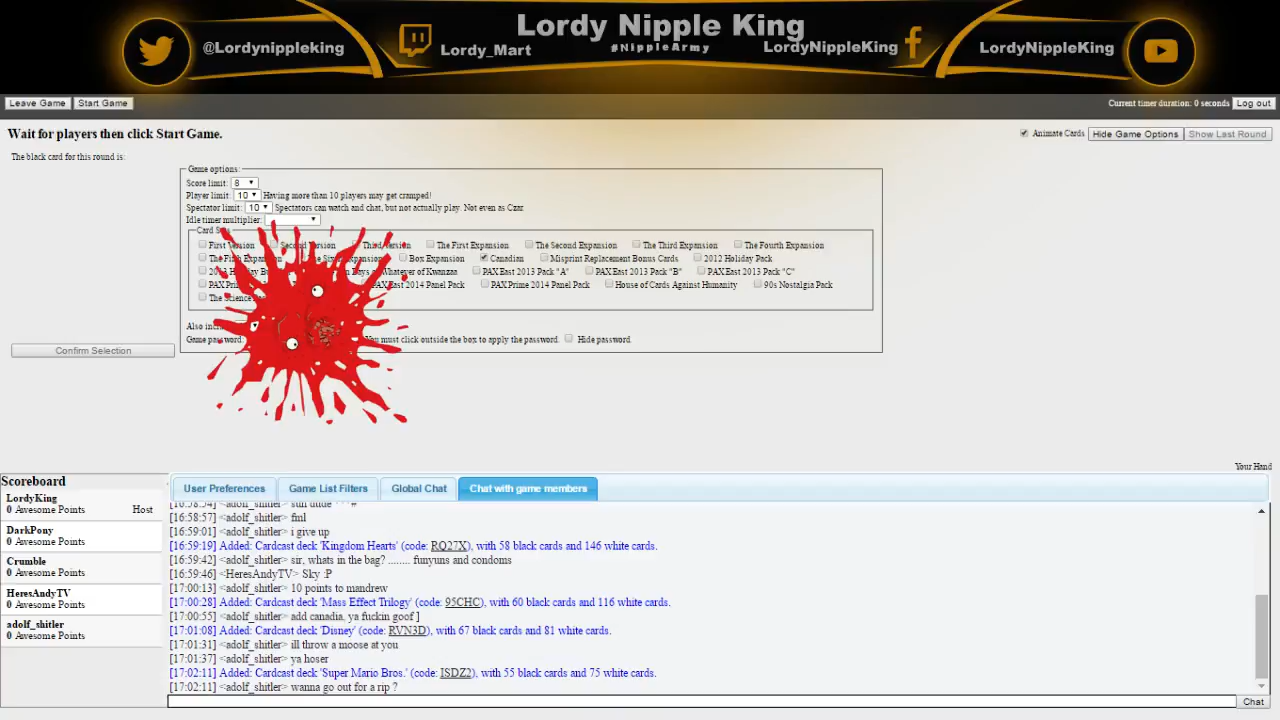 Lordy Nipple King
@Lordynippleking
Lordy_Mart
#NippleArmy
LordyNippleKing
LordyNippleKing
Leave Game Start Game
Current timer duration: 0 seconds Log out
Wait for players then click Start Game.
Animate Cards Hide Game Options Show Last Round
The black card for this round is:
Game options:
Score limit: 8
Player limit: 10 Having more than 10 players may get cramped!
Spectator limit: 10 Spectators can watch and chat, but not actually play. Not even as Czar.
Idle timer multiplier:
Card Sets
First Version Second Version Third Version The First Expansion The Second Expansion The Third Expansion The Fourth Expansion
Box Expansion Canadian Misprint Replacement Bonus Cards 2012 Holiday Pack
Whatever of Kwanzaa PAX East 2013 Pack "A" PAX East 2013 Pack "B" PAX East 2013 Pack "C"
East 2014 Panel Pack PAX Prime 2014 Panel Pack House of Cards Against Humanity 90s Nostalgia Pack
The Science
Also
Game password: You must click outside the box to apply the password. Hide password.
Confirm Selection
Your Hand
Scoreboard
LordyKing
0 Awesome Points Host
DarkPony
0 Awesome Points
Crumble
0 Awesome Points
HeresAndyTV
0 Awesome Points
adolf_shitler
0 Awesome Points
User Preferences Game List Filters Global Chat Chat with game members
[16:58:57] <adolf_shitler> fml
[16:59:01] <adolf_shitler> i give up
[16:59:19] Added: Cardcast deck 'Kingdom Hearts' (code: RQ27X), with 58 black cards and 146 white cards.
[16:59:42] <adolf_shitler> sir, whats in the bag? ........ funyuns and condoms
[16:59:46] <HeresAndyTV> Sky :P
[17:00:13] <adolf_shitler> 10 points to mandrew
[17:00:28] Added: Cardcast deck 'Mass Effect Trilogy' (code: 95CHC), with 60 black cards and 116 white cards.
[17:00:55] <adolf_shitler> add canadia, ya fuckin goof ]
[17:01:08] Added: Cardcast deck 'Disney' (code: RVN3D), with 67 black cards and 81 white cards.
[17:01:31] <adolf_shitler> ill throw a moose at you
[17:01:37] <adolf_shitler> ya hoser
[17:02:11] Added: Cardcast deck 'Super Mario Bros.' (code: ISDZ2), with 55 black cards and 75 white cards.
[17:02:11] <adolf_shitler> wanna go out for a rip ?
Chat